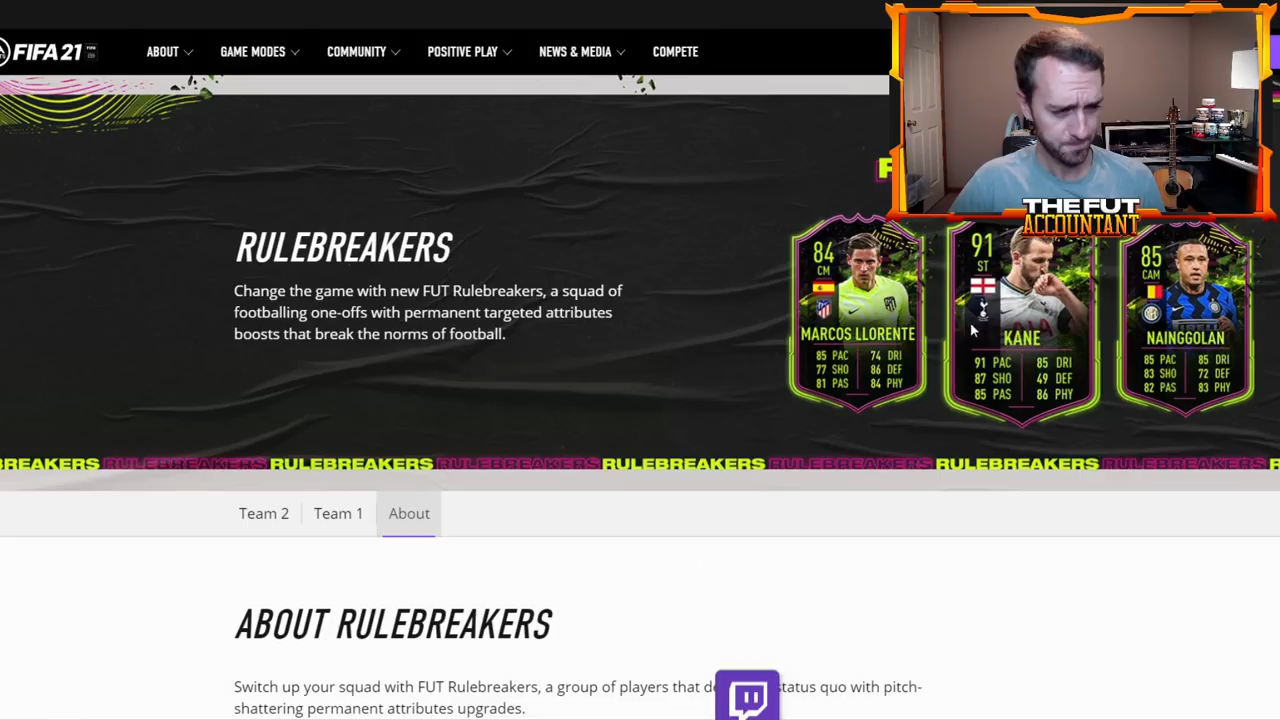 FIFA 21
ABOUT
GAME MODES
COMMUNITY
POSITIVE PLAY
NEWS & MEDIA
COMPETE
THE FUT
ACCOUNTANT
RULEBREAKERS
Change the game with new FUT Rulebreakers, a squad of
footballing one-offs with permanent targeted attributes
boosts that break the norms of football.
84
CM
MARCOS LLORENTE
85 PAC 74 DRI
77 SHO 86 DEF
81 PAS 84 PHY
91
ST
KANE
91 PAC 85 DRI
87 SHO 49 DEF
85 PAS 86 PHY
85
CAM
NAINGGOLAN
85 PAC 85 DRI
83 SHO 72 DEF
82 PAS 83 PHY
BREAKERS RULEBREAKERS RULEBREAKERS RULEBREAKERS RULEBREAKERS RULEBREAKERS RULEBREAKERS RULEBREAKERS
Team 2
Team 1
About
ABOUT RULEBREAKERS
Switch up your squad with FUT Rulebreakers, a group of players that status quo with pitch-
shattering permanent attributes upgrades.